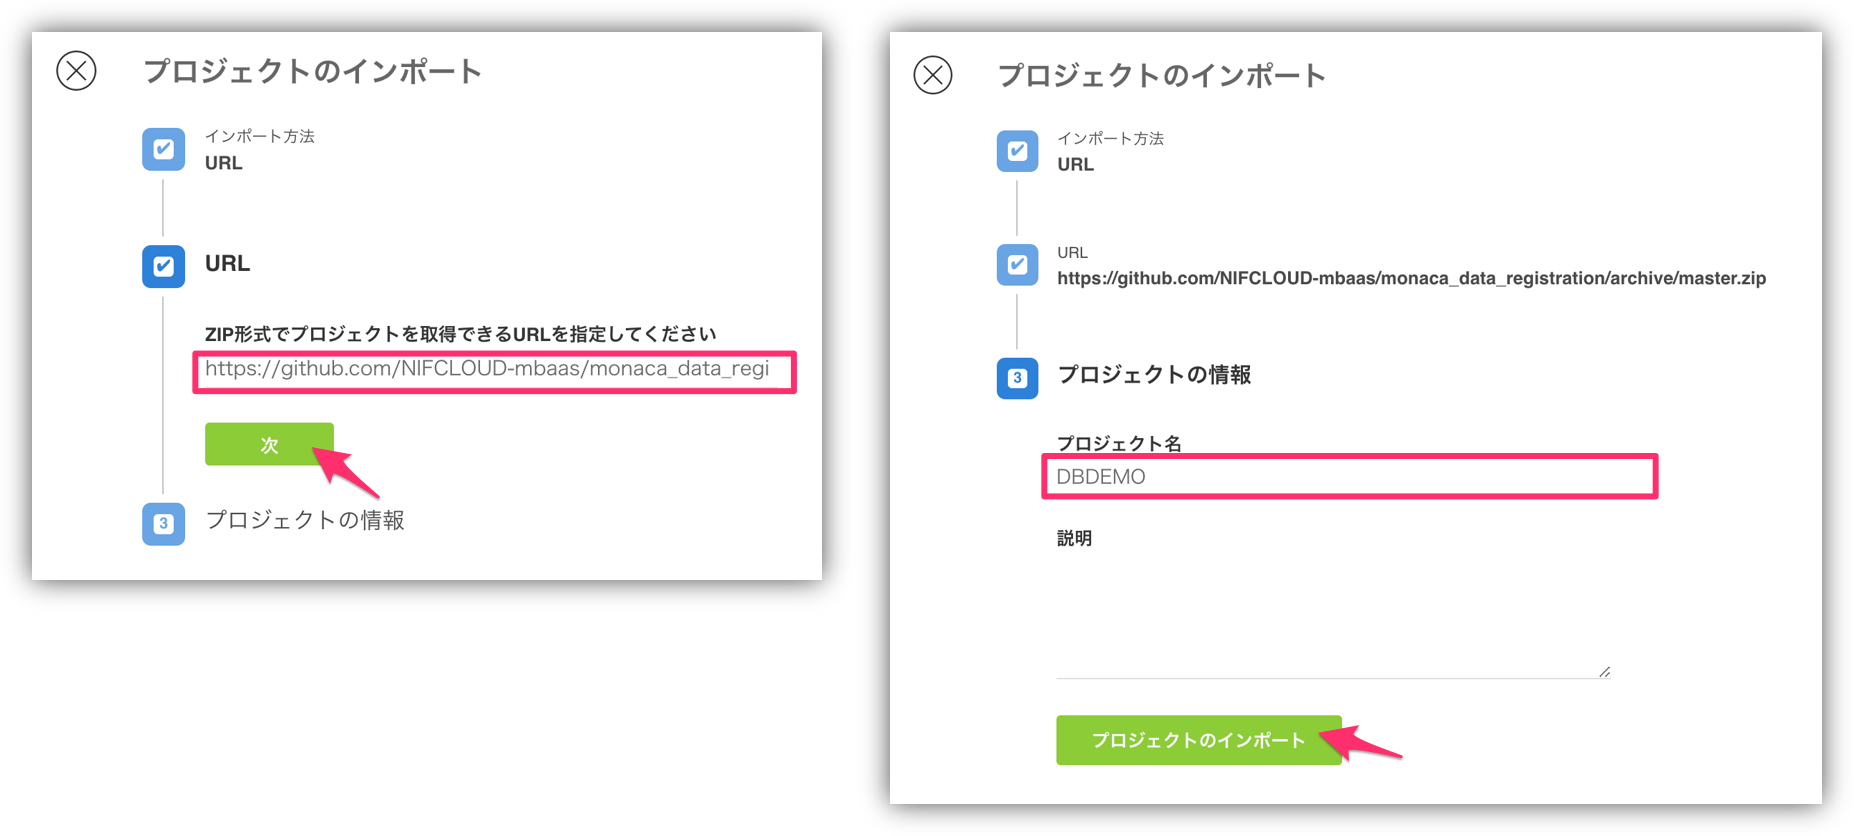 プロジェクトのインポート
インポート方法
URL
URL
ZIP形式でプロジェクトを取得できるURLを指定してください
https://github.com/NIFCLOUD-mbaas/monaca_data_regi
次
3
プロジェクトの情報
プロジェクトのインポート
インポート方法
URL
URL
https://github.com/NIFCLOUD-mbaas/monaca_data_registration/archive/master.zip
3
プロジェクトの情報
プロジェクト名
DBDEMO
説明
プロジェクトのインポート